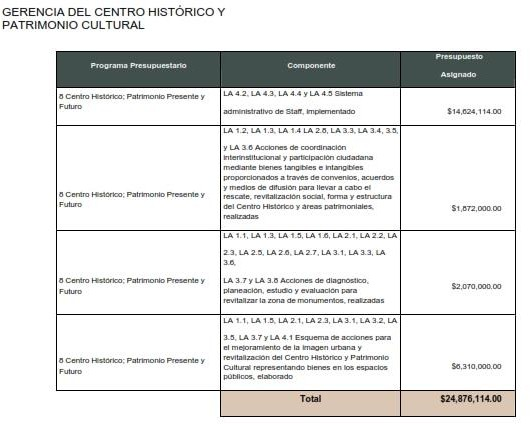 GERENCIA DEL CENTRO HISTÓRICO Y
PATRIMONIO CULTURAL
Programa Presupuestario
Componente
Presupuesto
Asignado
8 Centro Histórico; Patrimonio Presente y
Futuro
LA 4.2, LA 4.3, LA 4.4 y LA 4.5 Sistema
administrativo de Staff, implementado
$14,624,114.00
8 Centro Histórico; Patrimonio Presente y
Futuro
LA 1.2, LA 1.3, LA 1.4 LA 2.8, LA 3.3, LA 3.4, 3.5,
y LA 3.6 Acciones de coordinación
interinstitucional y participación ciudadana
mediante bienes tangibles e intangibles
proporcionados a través de convenios, acuerdos
y medios de difusión para llevar a cabo el
rescate, revitalización social, forma y estructura
del Centro Histórico y áreas patrimoniales,
realizadas
$1,872,000.00
8 Centro Histórico; Patrimonio Presente y
Futuro
LA 1.1, LA 1.3, LA 1.5, LA 1.6, LA 2.1, LA 2.2, LA
2.3, LA 2.5, LA 2.6, LA 2.7, LA 3.1, LA 3.3, LA
3.6,
LA 3.7 y LA 3.8 Acciones de diagnóstico,
planeación, estudio y evaluación para
revitalizar la zona de monumentos, realizadas
$2,070,000.00
8 Centro Histórico; Patrimonio Presente y
Futuro
LA 1.1, LA 1.5, LA 2.1, LA 2.3, LA 3.1, LA 3.2, LA
3.5, LA 3.7 y LA 4.1 Esquema de acciones para
el mejoramiento de la imagen urbana y
revitalización del Centro Histórico y Patrimonio
Cultural representando bienes en los espacios
públicos, elaborado
$6,310,000.00
Total
$24,876,114.00